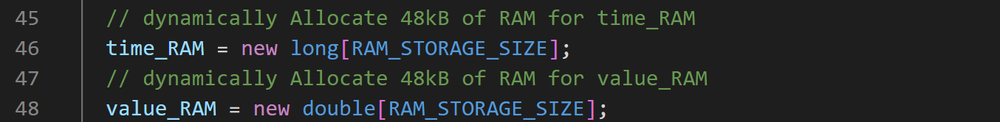 45 // dynamically Allocate 48kB of RAM for time_RAM
46 time_RAM = new long[RAM_STORAGE_SIZE];
47 // dynamically Allocate 48kB of RAM for value_RAM
48 value_RAM = new double[RAM_STORAGE_SIZE];